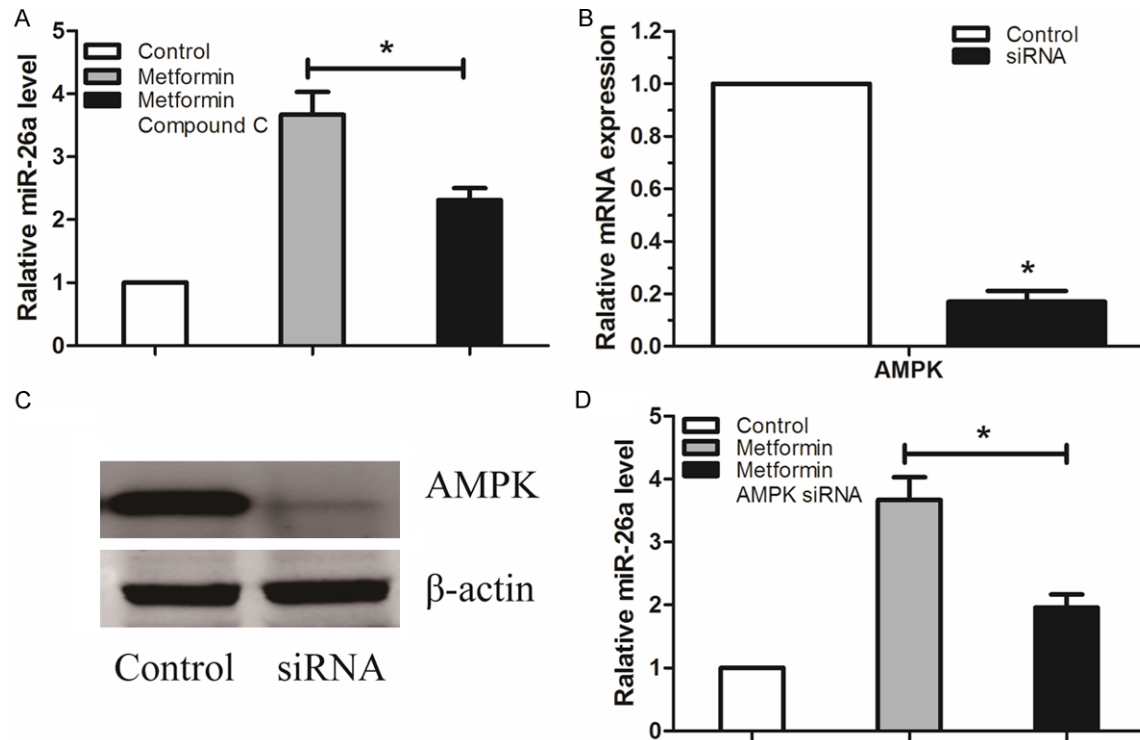 A
Ralative miR-26a level
5
4
3
2
1
0
Control
Metformin
Metformin
Compound C
*
B
Ralative mRNA expression
1.2
1.0
0.8
0.6
0.4
0.2
0.0
Control
siRNA
*
AMPK
C
AMPK
β-actin
Control siRNA
D
Ralative miR-26a level
5
4
3
2
1
0
Control
Metformin
Metformin
AMPK siRNA
*